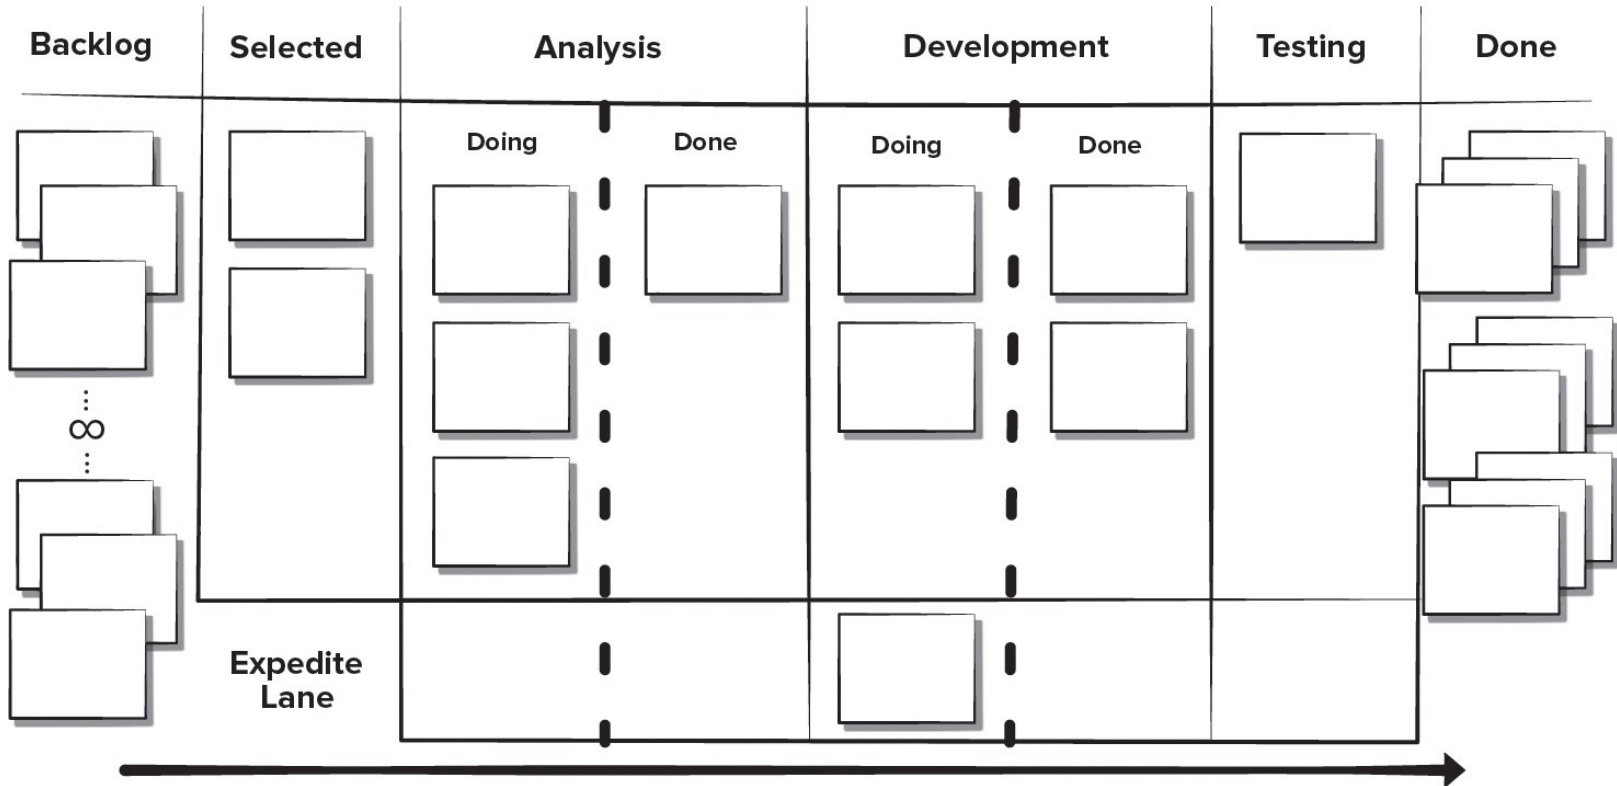 Backlog
Selected
Analysis
Development
Testing
Done
Doing
Done
Doing
Done
∞
Expedite
Lane